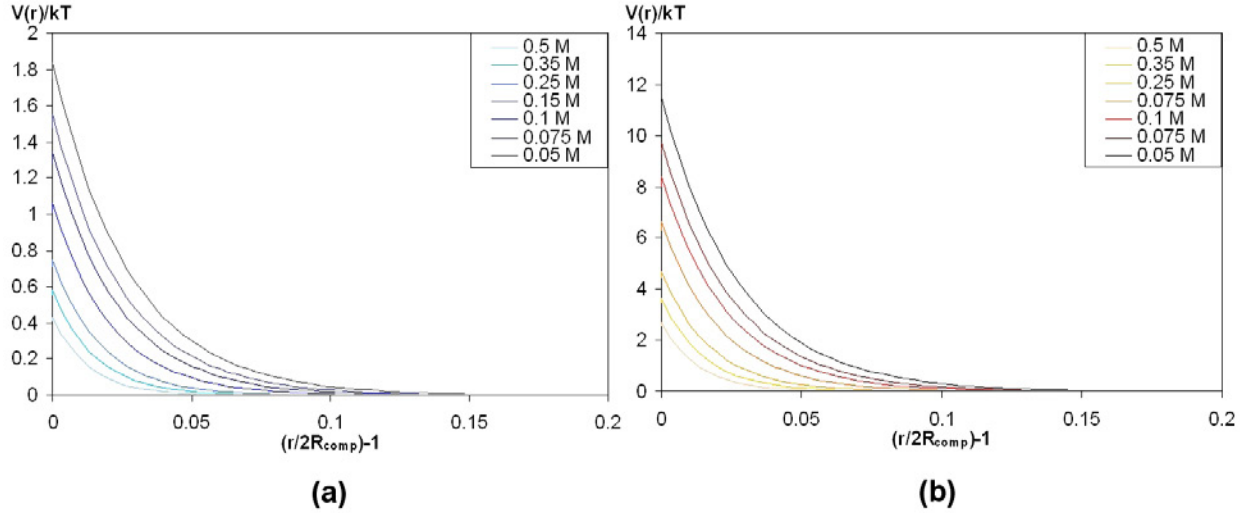 V(r)/kT
2
1.8
1.6
1.4
1.2
1
0.8
0.6
0.4
0.2
0
0.5 M
0.35 M
0.25 M
0.15 M
0.1 M
0.075 M
0.05 M
0 0.05 0.1 0.15 0.2
(r/2Rcomp)-1
(a)
V(r)/kT
14
12
10
8
6
4
2
0
0.5 M
0.35 M
0.25 M
0.075 M
0.1 M
0.075 M
0.05 M
0 0.05 0.1 0.15 0.2
(r/2Rcomp)-1
(b)